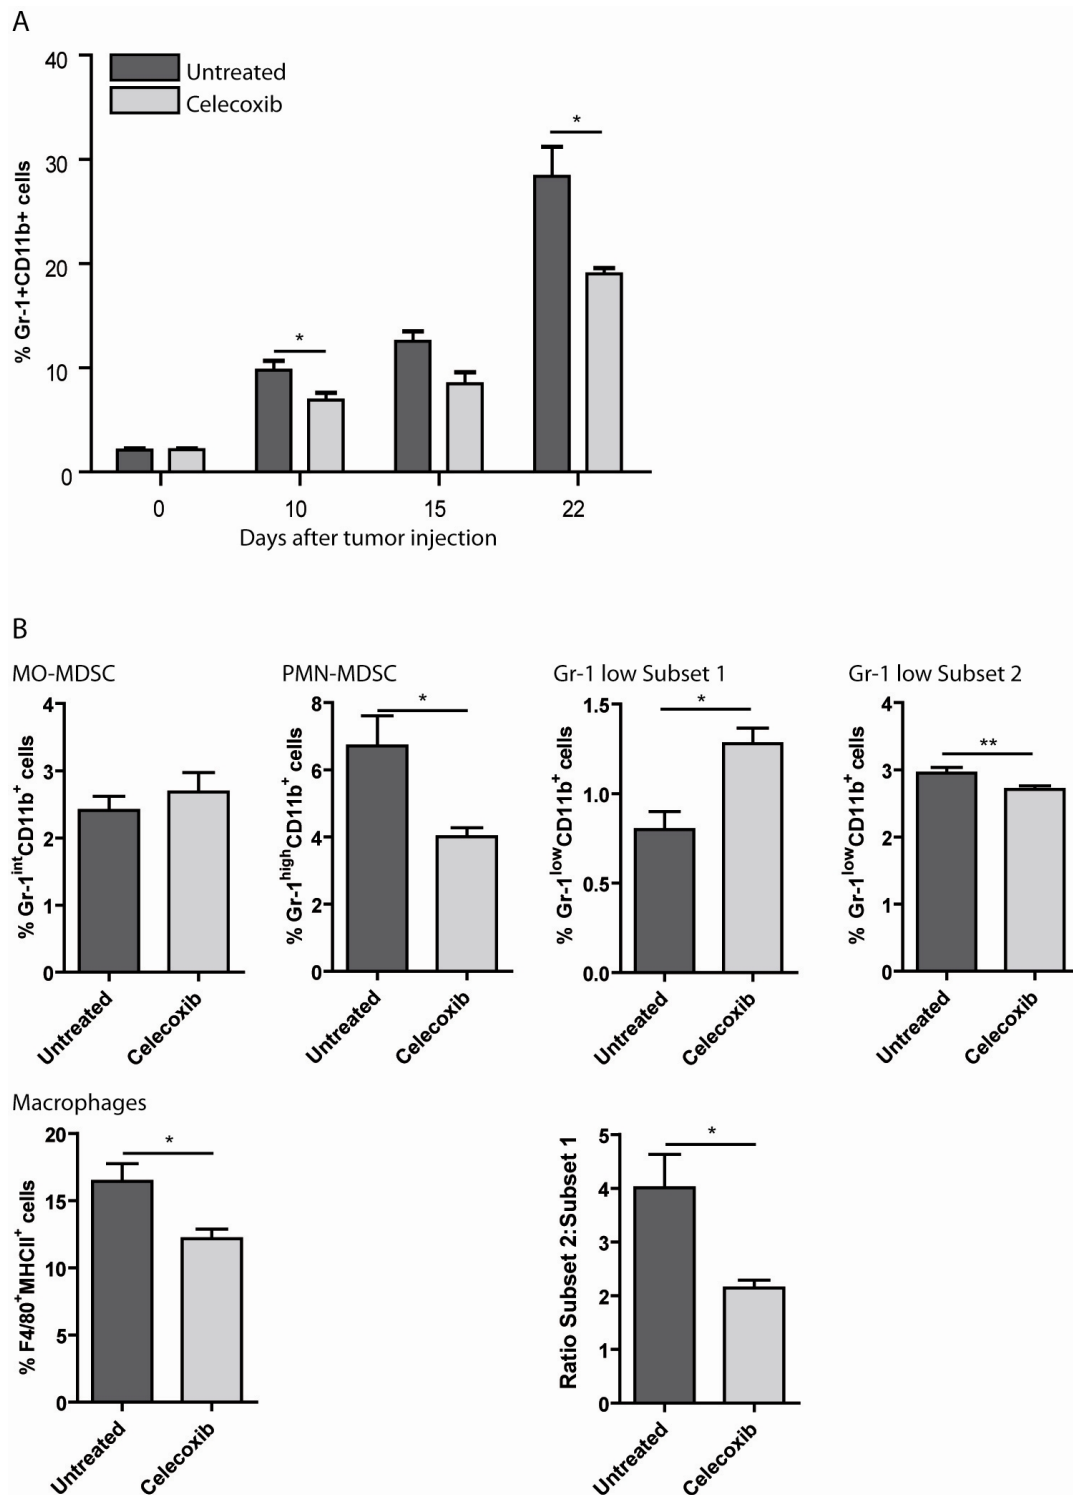 A
40
30
20
10
0
% Gr-1+CD11b+ cells
Untreated
Celecoxib
*
*
0 10 15 22
Days after tumor injection
B
MO-MDSC
4
3
2
1
0
% Gr-1intCD11b+ cells
Untreated
Celecoxib
PMN-MDSC
8
6
4
2
0
% Gr-1highCD11b+ cells
*
Untreated
Celecoxib
Gr-1 low Subset 1
1.5
1.0
0.5
0.0
% Gr-1lowCD11b+ cells
*
Untreated
Celecoxib
Gr-1 low Subset 2
4
3
2
1
0
% Gr-1lowCD11b+ cells
**
Untreated
Celecoxib
Macrophages
20
15
10
5
0
% F4/80+MHCII+ cells
*
Untreated
Celecoxib
5
4
3
2
1
0
Ratio Subset 2:Subset 1
*
Untreated
Celecoxib